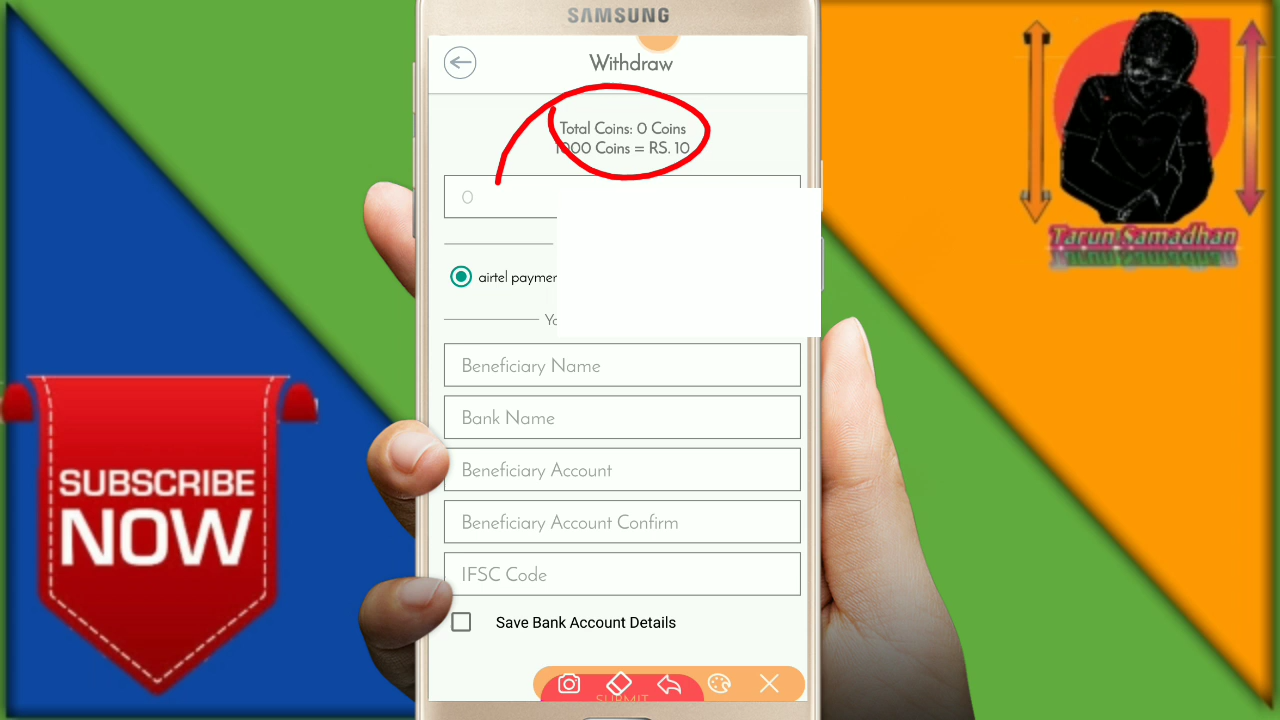 SAMSUNG
Withdraw
Total Coins: 0 Coins
1000 Coins = RS. 10
0
airtel
Beneficiary Name
Bank Name
Beneficiary Account
Beneficiary Account Confirm
IFSC Code
Save Bank Account Details
SUBMIT
SUBSCRIBE
NOW
Tarun Samadhan